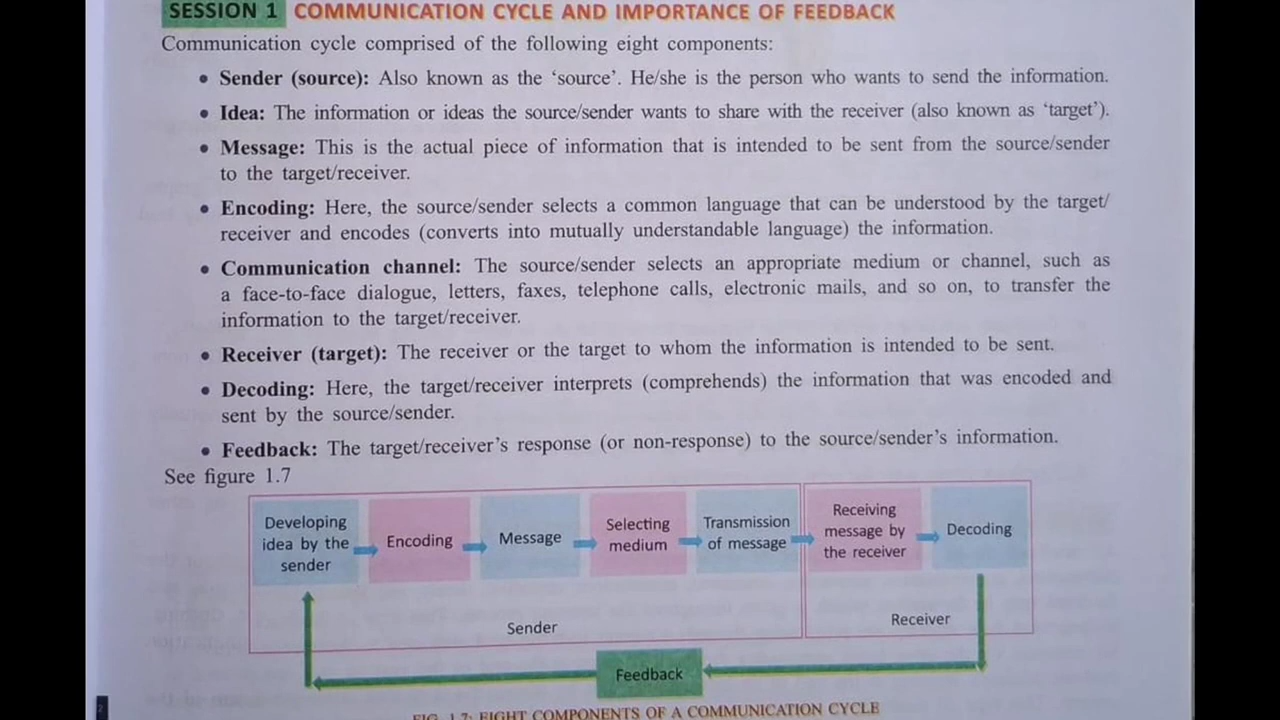 SESSION 1 COMMUNICATION CYCLE AND IMPORTANCE OF FEEDBACK
Communication cycle comprised of the following eight components:
• Sender (source): Also known as the ‘source’. He/she is the person who wants to send the information.
• Idea: The information or ideas the source/sender wants to share with the receiver (also known as ‘target’).
• Message: This is the actual piece of information that is intended to be sent from the source/sender
to the target/receiver.
• Encoding: Here, the source/sender selects a common language that can be understood by the target/
receiver and encodes (converts into mutually understandable language) the information.
• Communication channel: The source/sender selects an appropriate medium or channel, such as
a face-to-face dialogue, letters, faxes, telephone calls, electronic mails, and so on, to transfer the
information to the target/receiver.
• Receiver (target): The receiver or the target to whom the information is intended to be sent.
• Decoding: Here, the target/receiver interprets (comprehends) the information that was encoded and
sent by the source/sender.
• Feedback: The target/receiver’s response (or non-response) to the source/sender’s information.
See figure 1.7
Developing
idea by the
sender
Encoding
Message
Selecting
medium
Transmission
of message
Receiving
message by
the receiver
Decoding
Sender
Receiver
Feedback
2
FIG. 1.7: EIGHT COMPONENTS OF A COMMUNICATION CYCLE